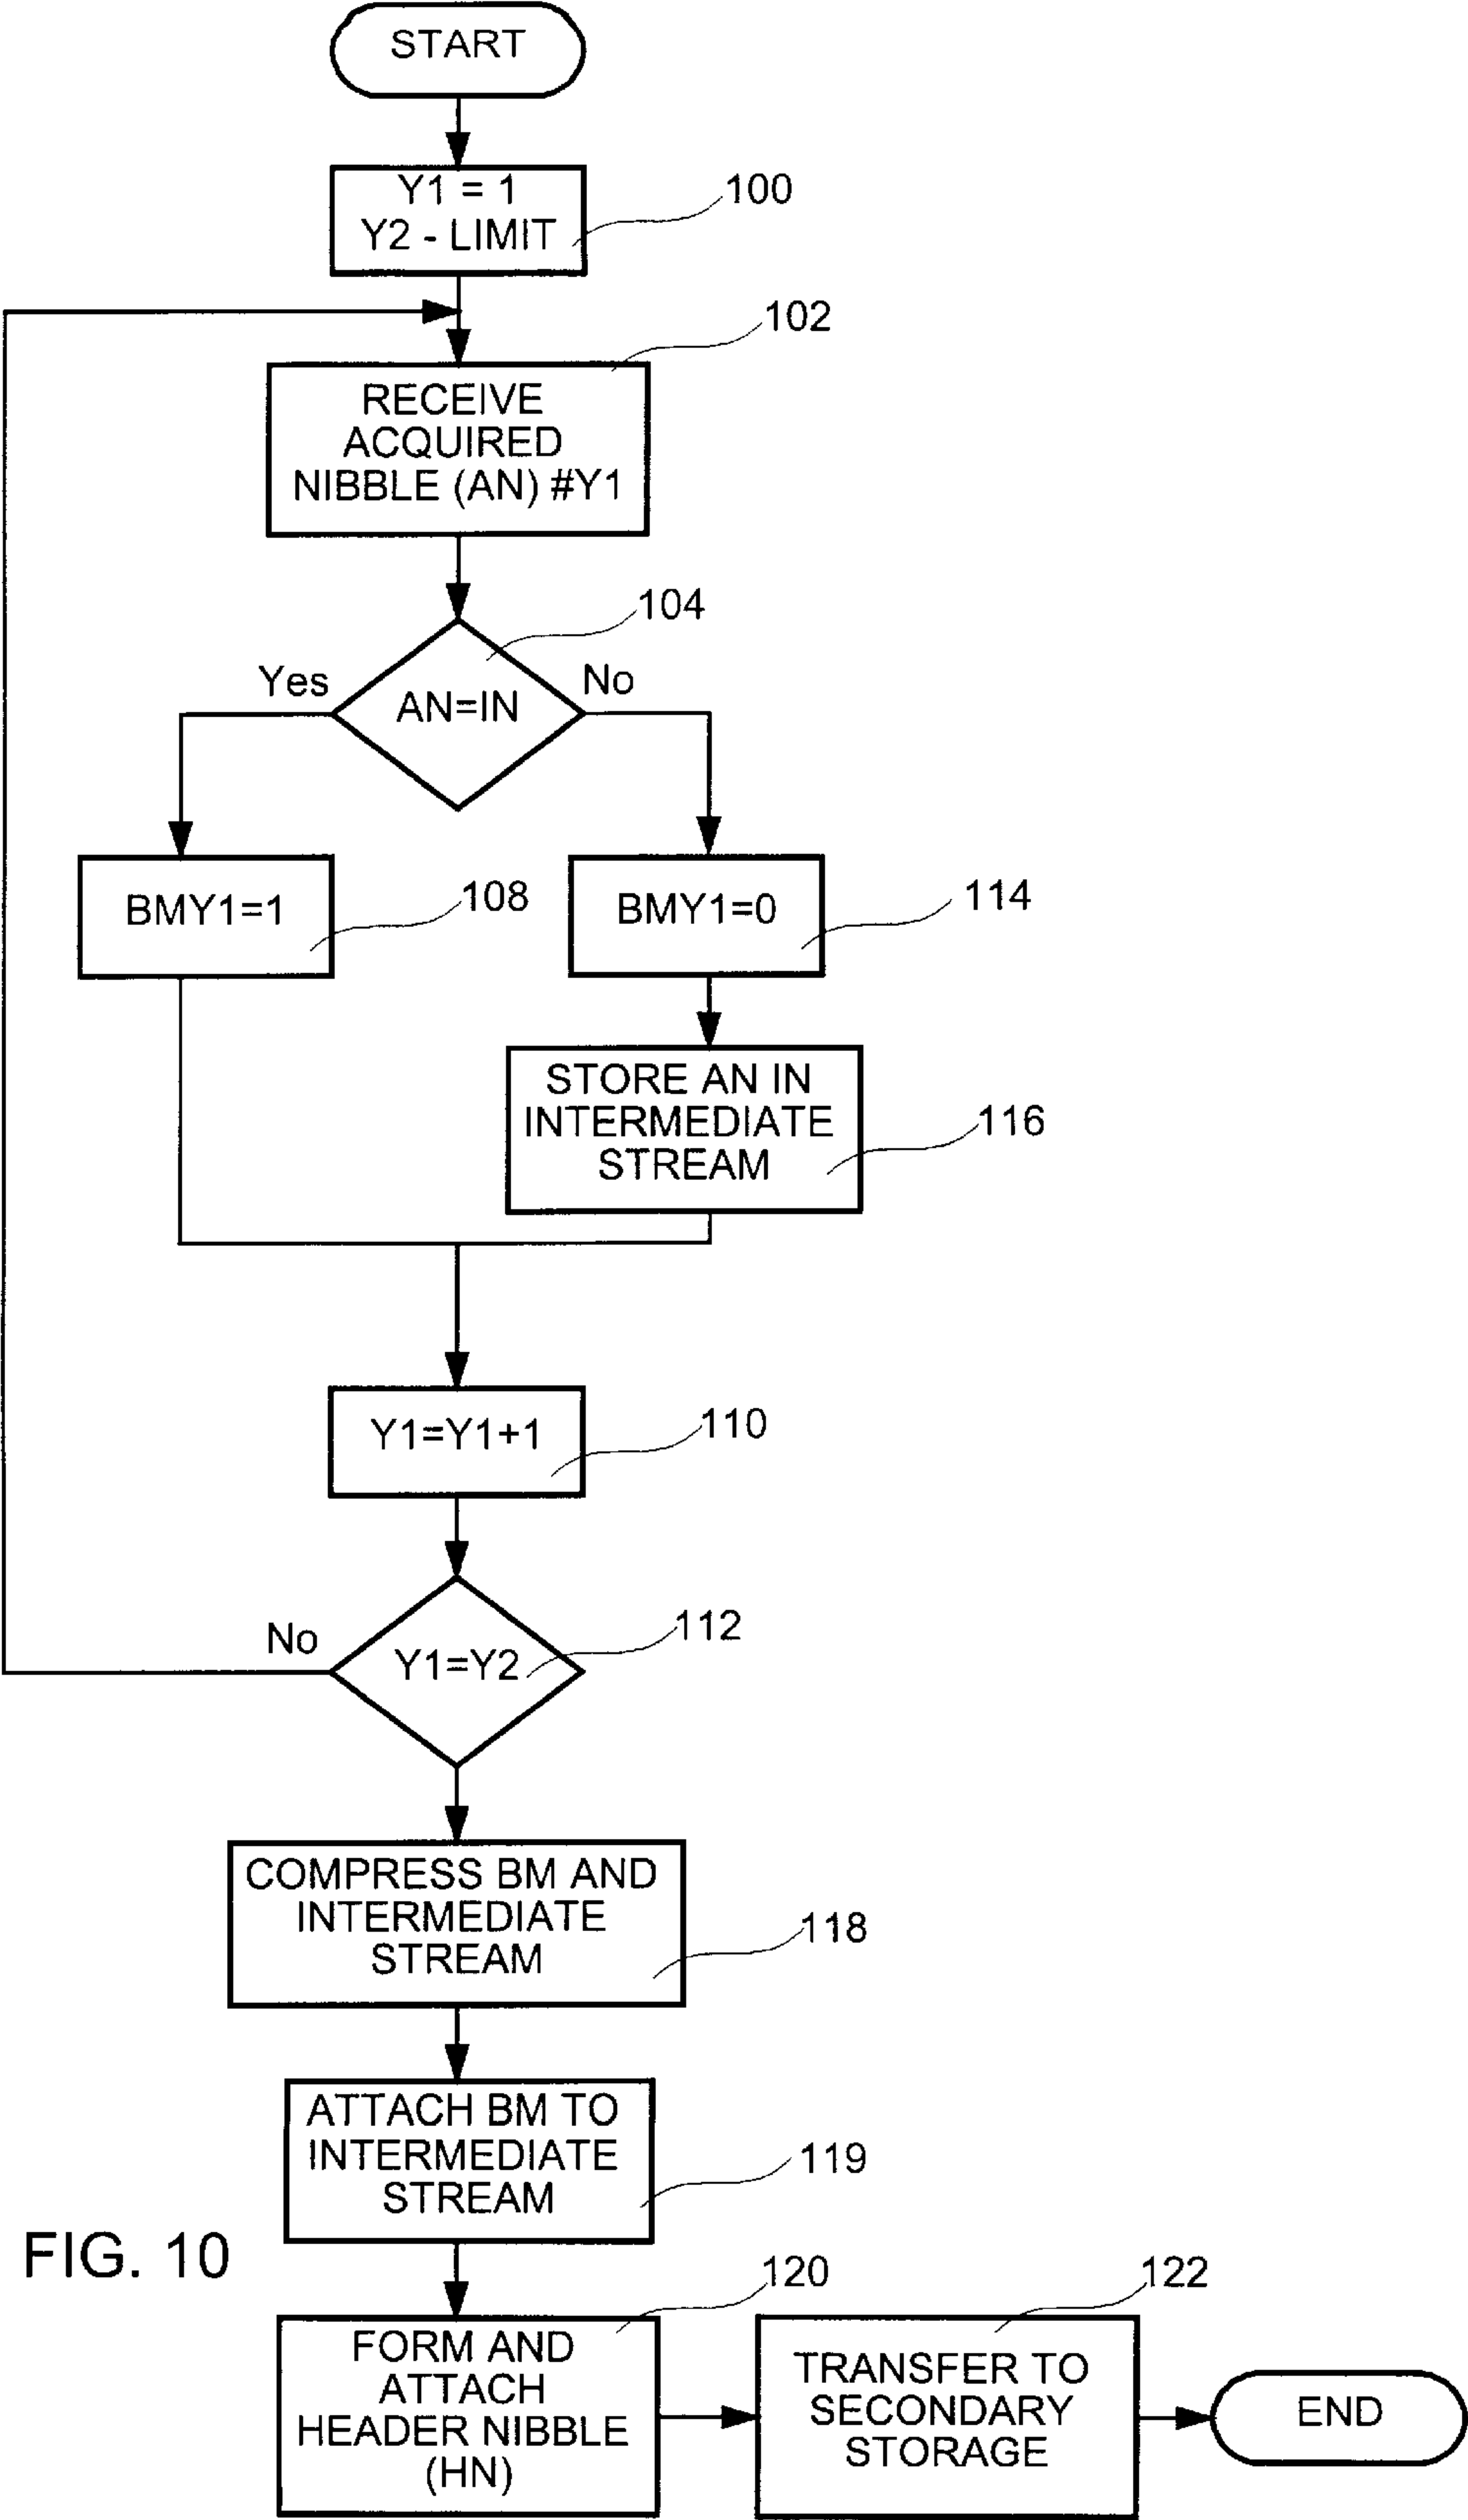 START
Y1 = 1
Y2 - LIMIT
100
102
RECEIVE
ACQUIRED
NIBBLE (AN) #Y1
104
Yes
No
AN=IN
BMY1=1
108
BMY1=0
114
STORE AN IN
INTERMEDIATE
STREAM
116
Y1=Y1+1
110
No
Y1=Y2
112
COMPRESS BM AND
INTERMEDIATE
STREAM
118
ATTACH BM TO
INTERMEDIATE
STREAM
119
FIG. 10
120
FORM AND
ATTACH
HEADER NIBBLE
(HN)
122
TRANSFER TO
SECONDARY
STORAGE
END